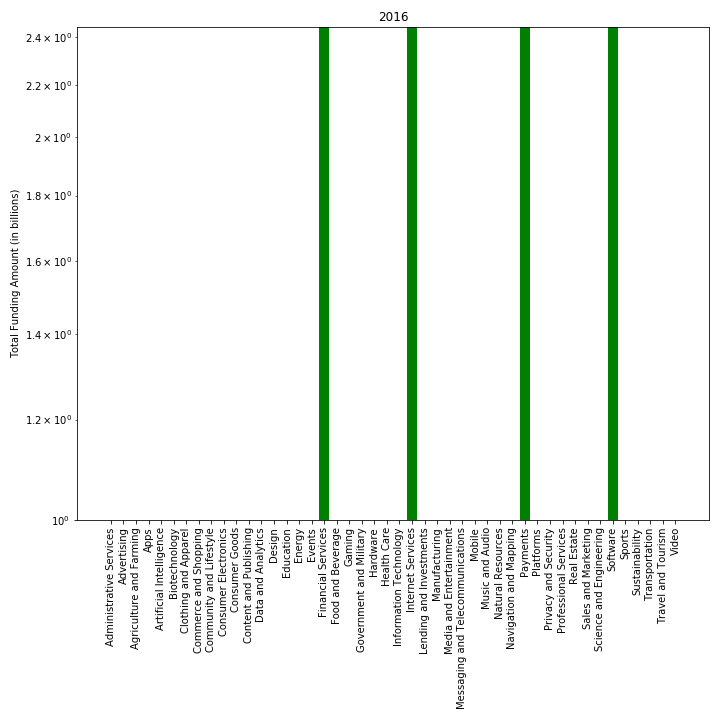 2016
Total Funding Amount (in billions)
2.4 × 10⁰
2.2 × 10⁰
2 × 10⁰
1.8 × 10⁰
1.6 × 10⁰
1.4 × 10⁰
1.2 × 10⁰
10⁰
Administrative Services
Advertising
Agriculture and Farming
Apps
Artificial Intelligence
Biotechnology
Clothing and Apparel
Commerce and Shopping
Community and Lifestyle
Consumer Electronics
Consumer Goods
Content and Publishing
Data and Analytics
Design
Education
Energy
Events
Financial Services
Food and Beverage
Gaming
Government and Military
Hardware
Health Care
Information Technology
Internet Services
Lending and Investments
Manufacturing
Media and Entertainment
Messaging and Telecommunications
Mobile
Music and Audio
Natural Resources
Navigation and Mapping
Payments
Platforms
Privacy and Security
Professional Services
Real Estate
Sales and Marketing
Science and Engineering
Software
Sports
Sustainability
Transportation
Travel and Tourism
Video